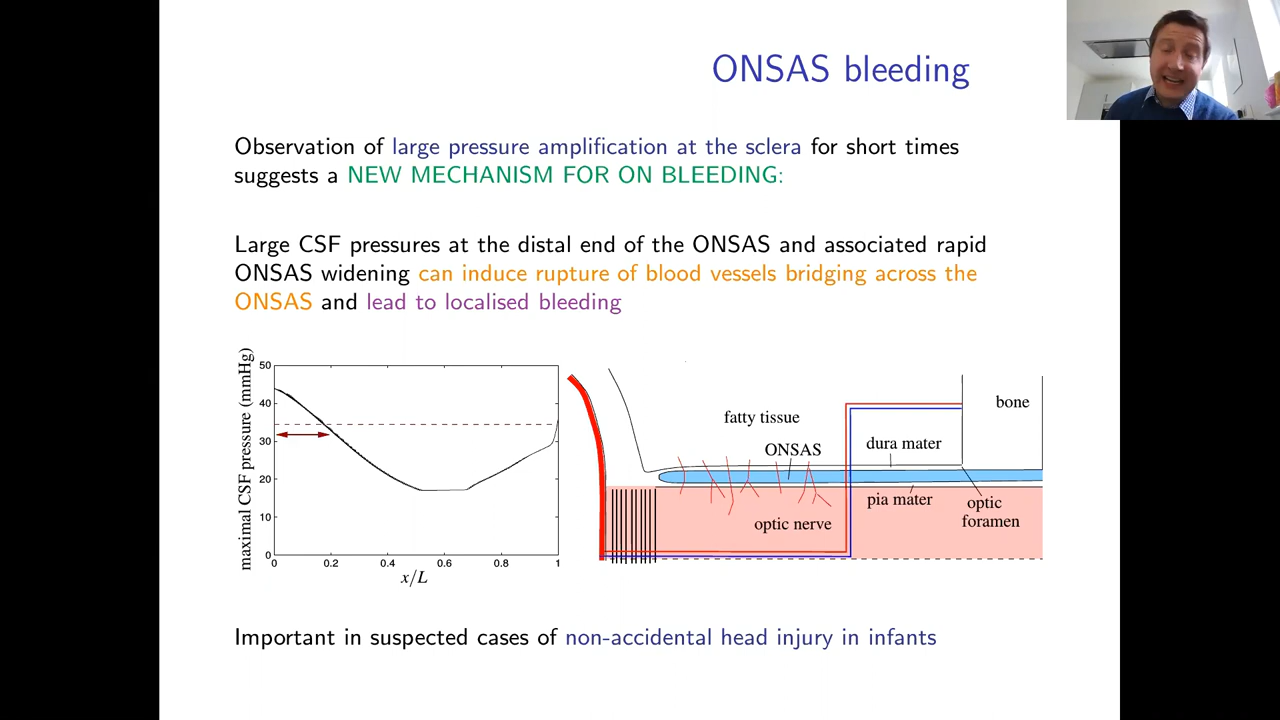 ONSAS bleeding
Observation of large pressure amplification at the sclera for short times
suggests a NEW MECHANISM FOR ON BLEEDING:
Large CSF pressures at the distal end of the ONSAS and associated rapid
ONSAS widening can induce rupture of blood vessels bridging across the
ONSAS and lead to localised bleeding
maximal CSF pressure (mmHg)
50
40
30
20
10
0
0 0.2 0.4 0.6 0.8 1
x/L
fatty tissue
ONSAS
dura mater
bone
optic nerve
pia mater
optic
foramen
Important in suspected cases of non-accidental head injury in infants